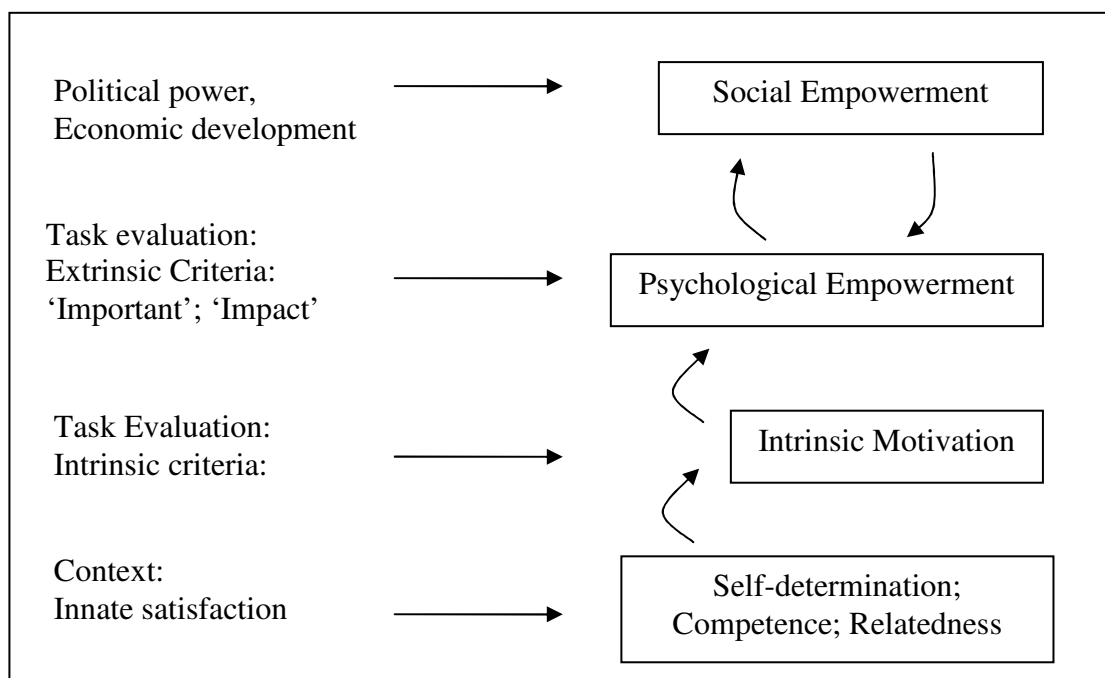 Political power,
Economic development
Social Empowerment
Task evaluation:
Extrinsic Criteria:
‘Important’; ‘Impact’
Psychological Empowerment
Task Evaluation:
Intrinsic criteria:
Intrinsic Motivation
Context:
Innate satisfaction
Self-determination;
Competence; Relatedness